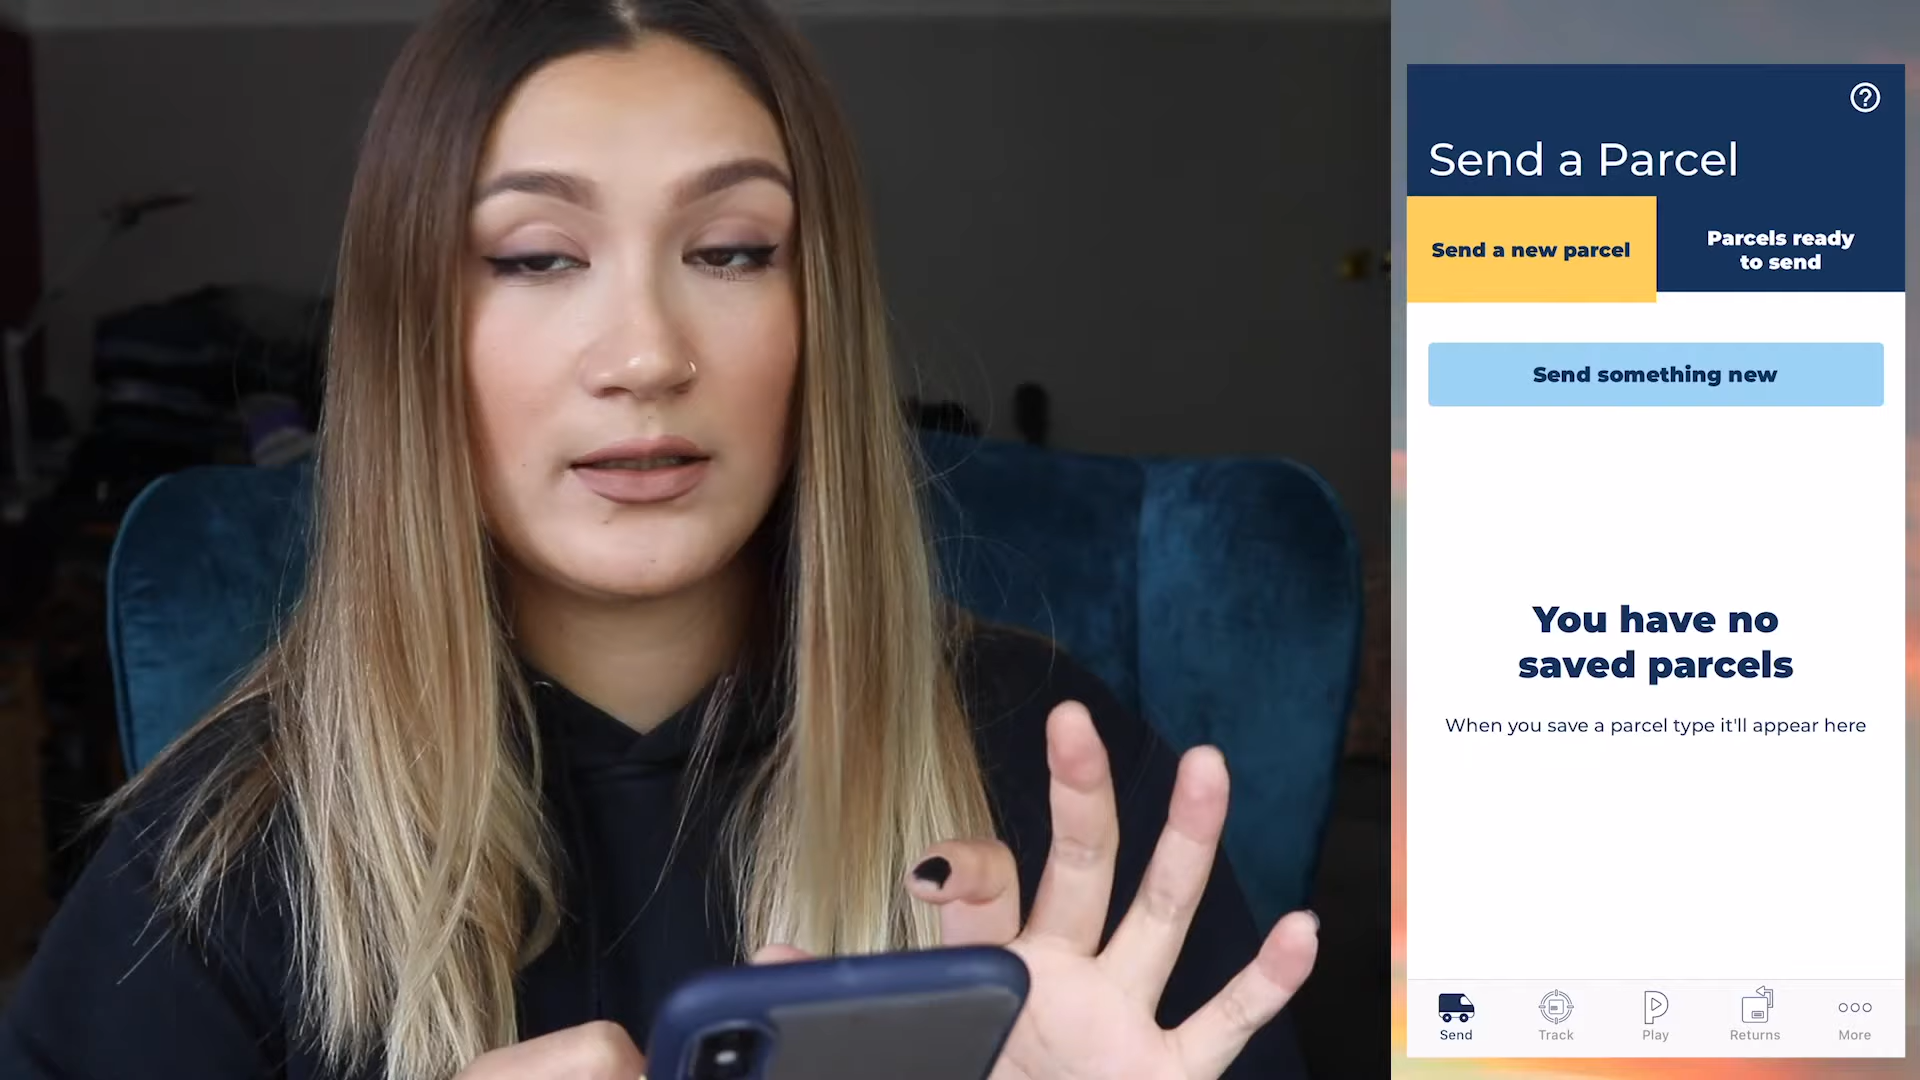 Send a Parcel
Send a new parcel
Parcels ready
to send
Send something new
You have no
saved parcels
When you save a parcel type it'll appear here
Send
Track
Play
Returns
More